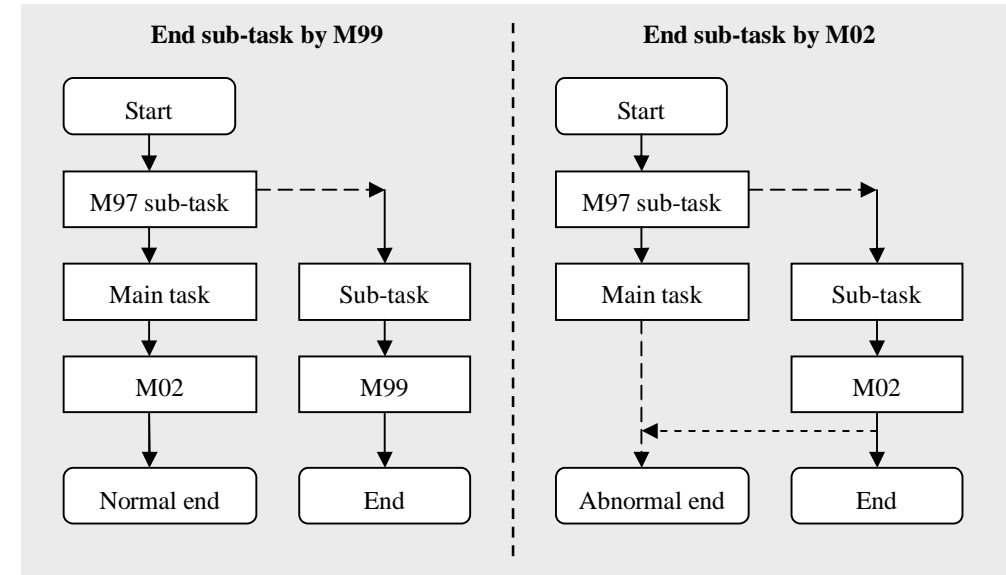 End sub-task by M99
Start
M97 sub-task
Main task
Sub-task
M02
M99
Normal end
End
End sub-task by M02
Start
M97 sub-task
Main task
Sub-task
M02
Abnormal end
End